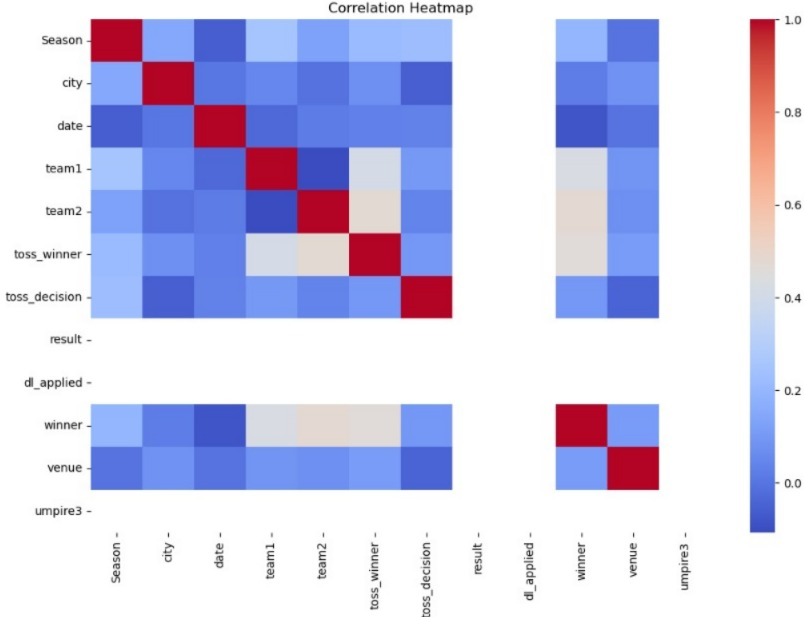 Correlation Heatmap
Season
city
date
team1
team2
toss_winner
toss_decision
result
dl_applied
winner
venue
umpire3
Season
city
date
team1
team2
toss_winner
toss_decision
result
dl_applied
winner
venue
umpire3
1.0
0.8
0.6
0.4
0.2
0.0